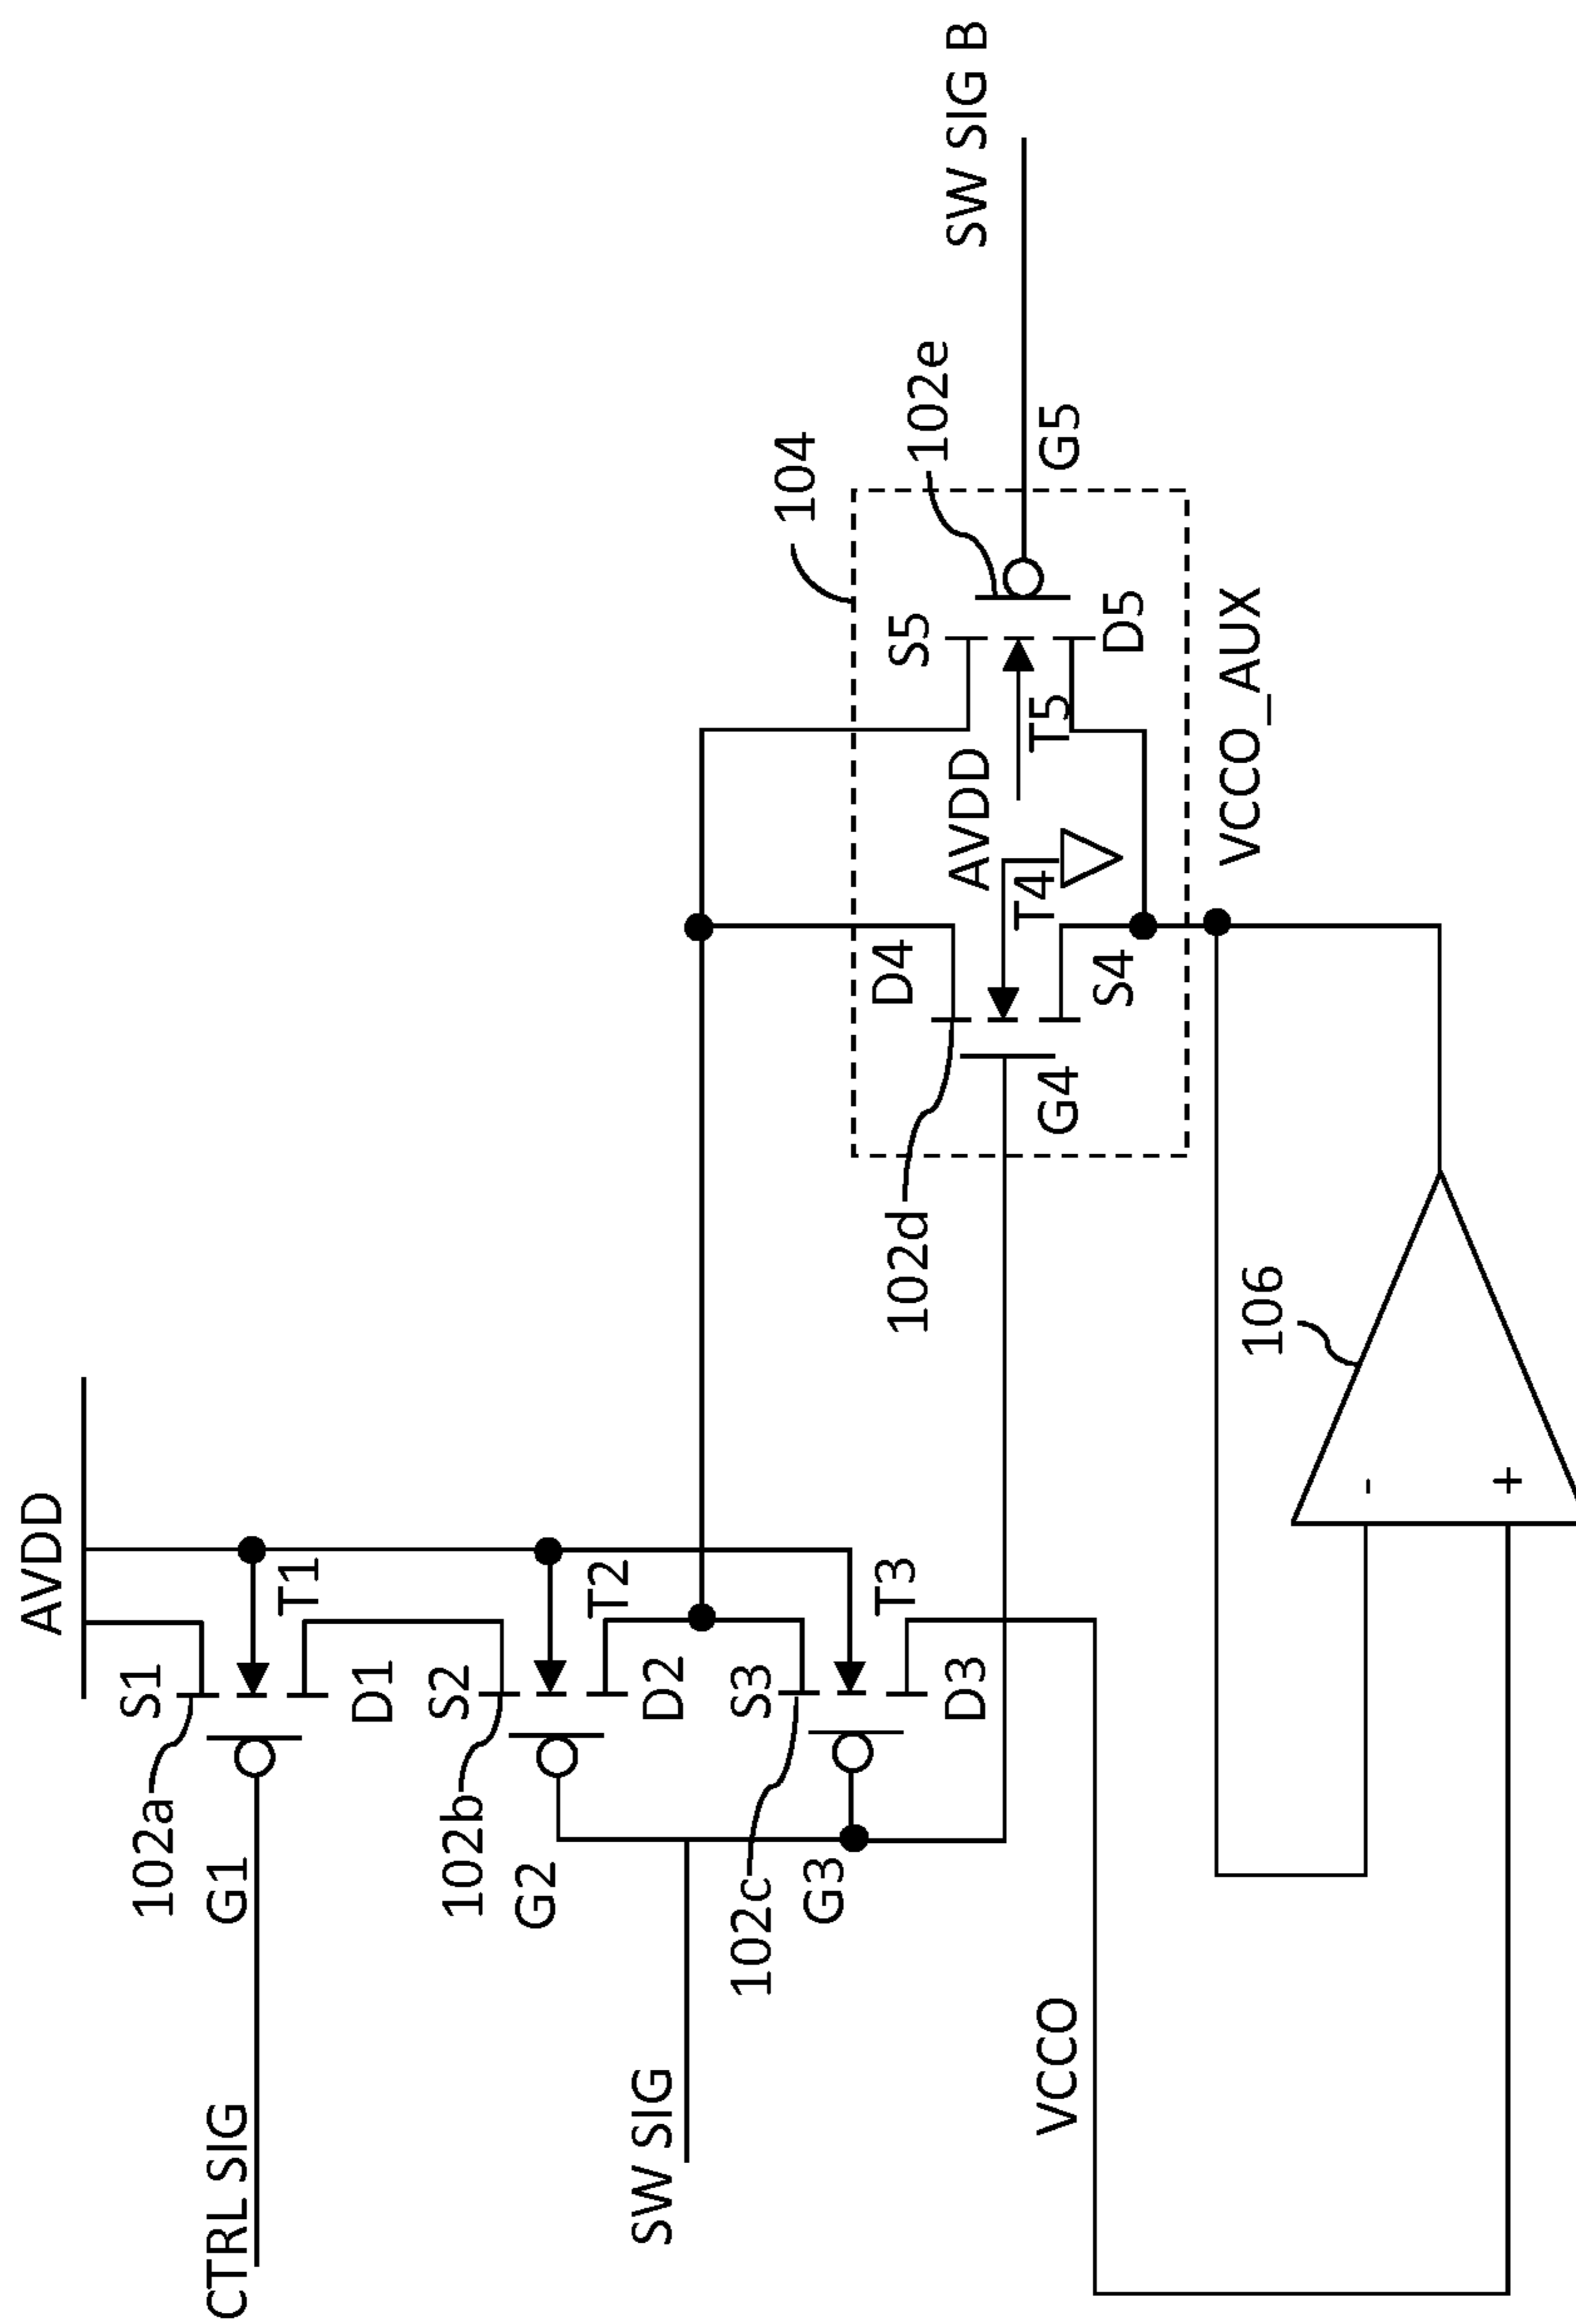 AVDD
S1
T1
102a
G1
D1
CTRL SIG
S2
T2
102b
G2
D2
SW SIG
S3
T3
102c
G3
D3
VCCO
104
102e
S5
SW SIG B
G5
D5
T5
AVDD
T4
D4
S4
G4
102d
VCCO_AUX
106
-
+